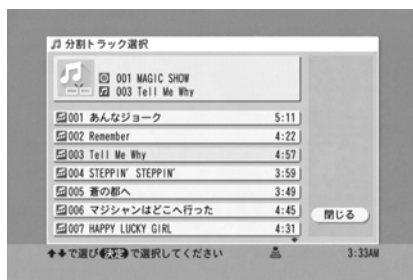 分割トラック選択
001 MAGIC SHOW
003 Tell Me Why
001 あんなジョーク 5:11
002 Remember 4:22
003 Tell Me Why 4:57
004 STEPPIN' STEPPIN' 3:59
005 蒼の都へ 3:49
006 マジシャンはどこへ行った 4:45
007 HAPPY LUCKY GIRL 4:31
閉じる
で選び 決定 で選択してください 3:33AM